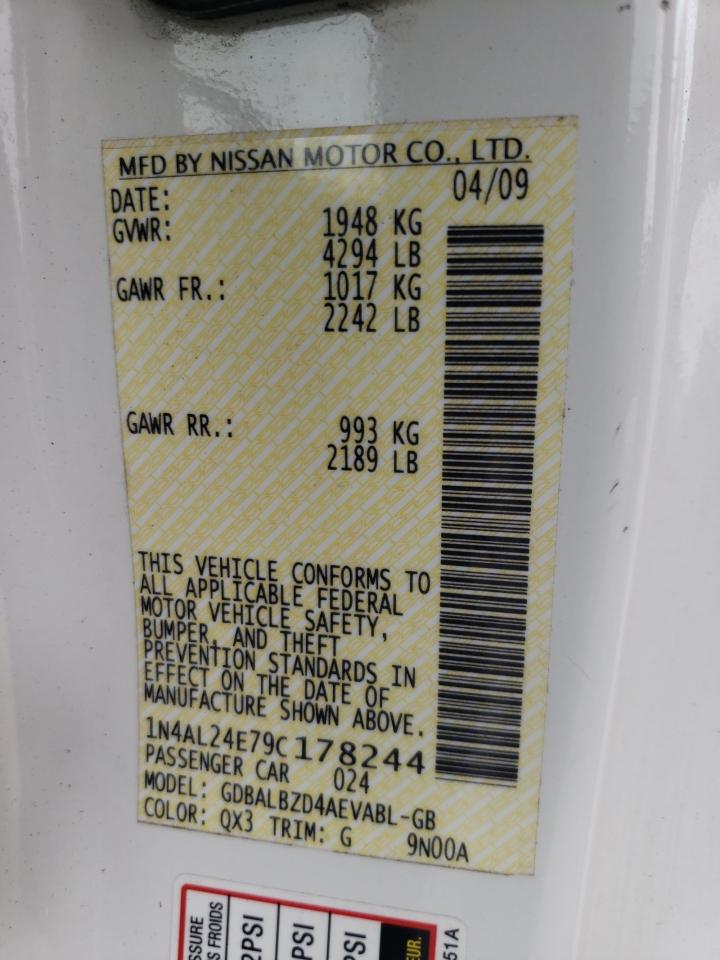 MFD BY NISSAN MOTOR CO., LTD.
DATE: 04/09
GVWR: 1948 KG
4294 LB
GAWR FR.: 1017 KG
2242 LB
GAWR RR.: 993 KG
2189 LB
THIS VEHICLE CONFORMS TO
ALL APPLICABLE FEDERAL
MOTOR VEHICLE SAFETY,
BUMPER, AND THEFT
PREVENTION STANDARDS IN
EFFECT ON THE DATE OF
MANUFACTURE SHOWN ABOVE.
1N4AL24E79C178244
PASSENGER CAR 024
MODEL: GDBALBZD4AEVABL-GB
COLOR: QX3 TRIM: G 9N00A
FROIDS
PSI
PSI
PSI
EUR.
51A